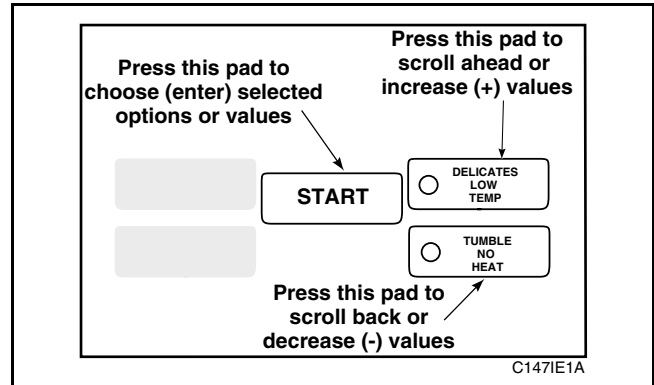 Press this pad to
choose (enter) selected
options or values
Press this pad to
scroll ahead or
increase (+) values
START
DELICATES
LOW
TEMP
TUMBLE
NO
HEAT
Press this pad to
scroll back or
decrease (-) values
C147IE1A